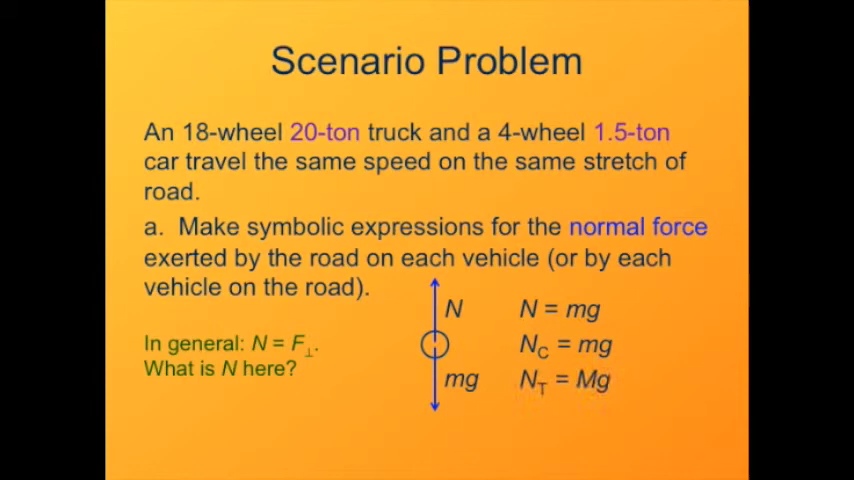 Scenario Problem
An 18-wheel 20-ton truck and a 4-wheel 1.5-ton
car travel the same speed on the same stretch of
road.
a. Make symbolic expressions for the normal force
exerted by the road on each vehicle (or by each
vehicle on the road).
In general: N = F⊥.
What is N here?
N
mg
N = mg
N_C = mg
N_T = Mg